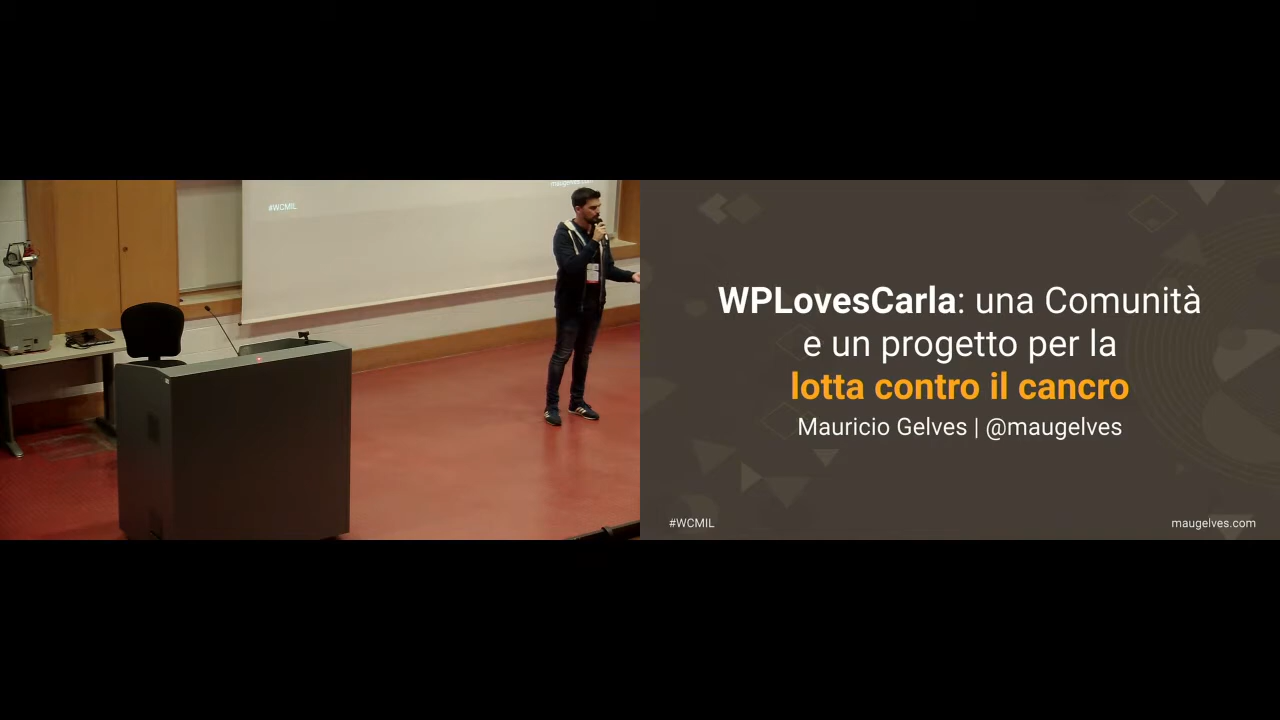 #WCMIL
WPLovesCarla: una Comunità
e un progetto per la
lotta contro il cancro
Mauricio Gelves | @maugelves
#WCMIL
maugelves.com